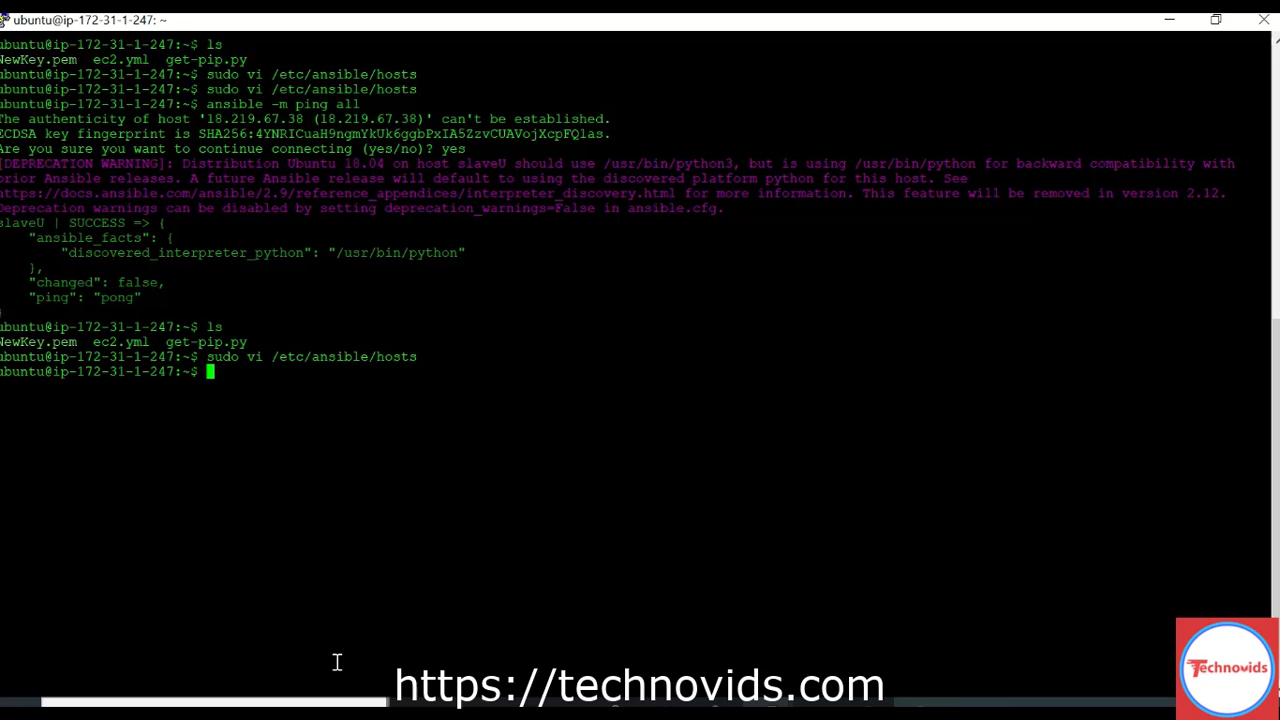 ubuntu@ip-172-31-1-247: ~
ubuntu@ip-172-31-1-247:~$ ls
NewKey.pem  ec2.yml  get-pip.py
ubuntu@ip-172-31-1-247:~$ sudo vi /etc/ansible/hosts
ubuntu@ip-172-31-1-247:~$ sudo vi /etc/ansible/hosts
ubuntu@ip-172-31-1-247:~$ ansible -m ping all
The authenticity of host '18.219.67.38 (18.219.67.38)' can't be established.
ECDSA key fingerprint is SHA256:4YNRICuaH9ngmYkUk6ggbPxIA5ZzvCUAVojXcpFQlas.
Are you sure you want to continue connecting (yes/no)? yes
[DEPRECATION WARNING]: Distribution Ubuntu 18.04 on host slaveU should use /usr/bin/python3, but is using /usr/bin/python for backward compatibility with
prior Ansible releases. A future Ansible release will default to using the discovered platform python for this host. See
https://docs.ansible.com/ansible/2.9/reference_appendices/interpreter_discovery.html for more information. This feature will be removed in version 2.12.
Deprecation warnings can be disabled by setting deprecation_warnings=False in ansible.cfg.
slaveU | SUCCESS => {
    "ansible_facts": {
        "discovered_interpreter_python": "/usr/bin/python"
    },
    "changed": false,
    "ping": "pong"
}
ubuntu@ip-172-31-1-247:~$ ls
NewKey.pem  ec2.yml  get-pip.py
ubuntu@ip-172-31-1-247:~$ sudo vi /etc/ansible/hosts
ubuntu@ip-172-31-1-247:~$
Technovids
https://technovids.com